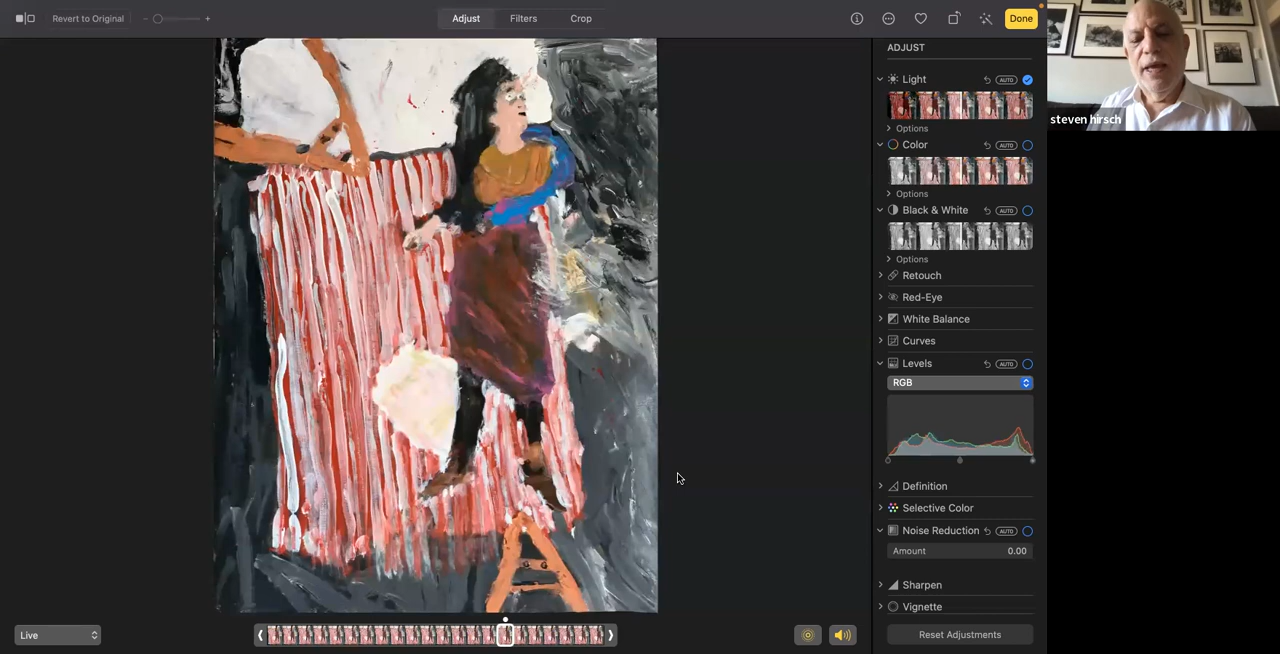 Revert to Original
Adjust
Filters
Crop
Done
steven hirsch
ADJUST
Light
AUTO
Options
Color
AUTO
Options
Black & White
AUTO
Options
Retouch
Red-Eye
White Balance
Curves
Levels
AUTO
RGB
Definition
Selective Color
Noise Reduction
AUTO
Amount 0.00
Sharpen
Vignette
Reset Adjustments
Live